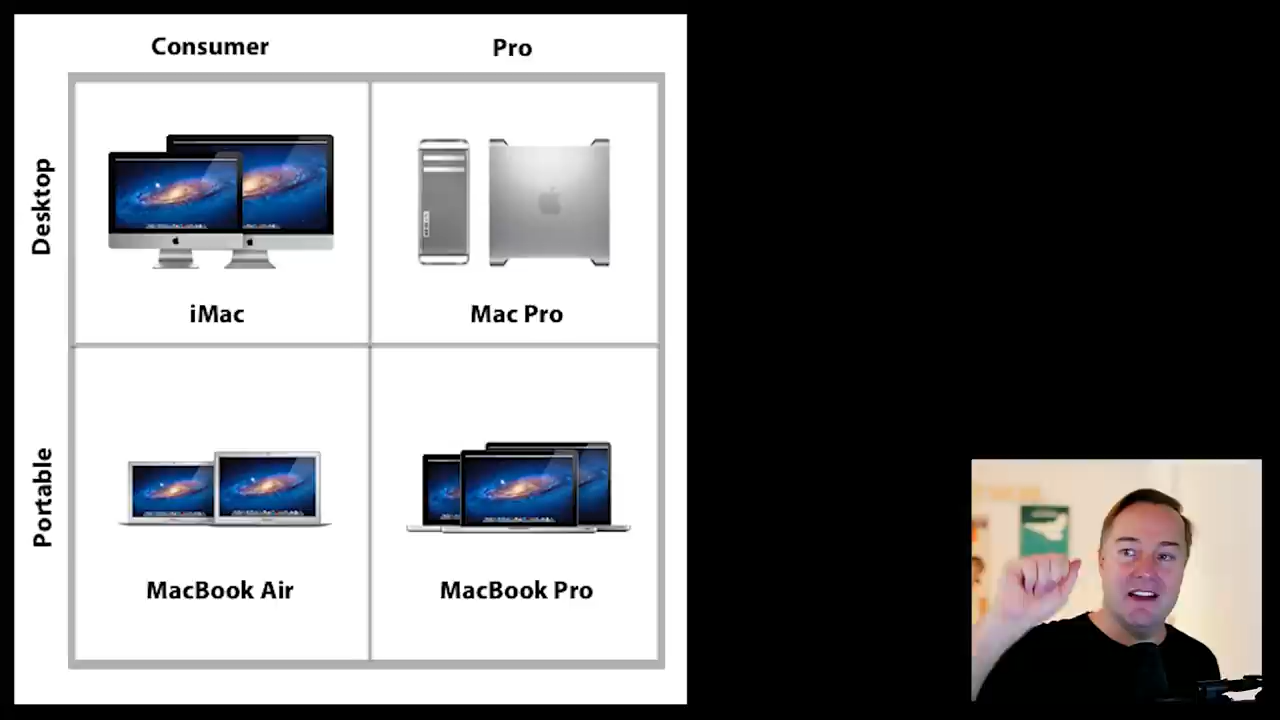 Consumer
Pro
Desktop
iMac
Mac Pro
Portable
MacBook Air
MacBook Pro